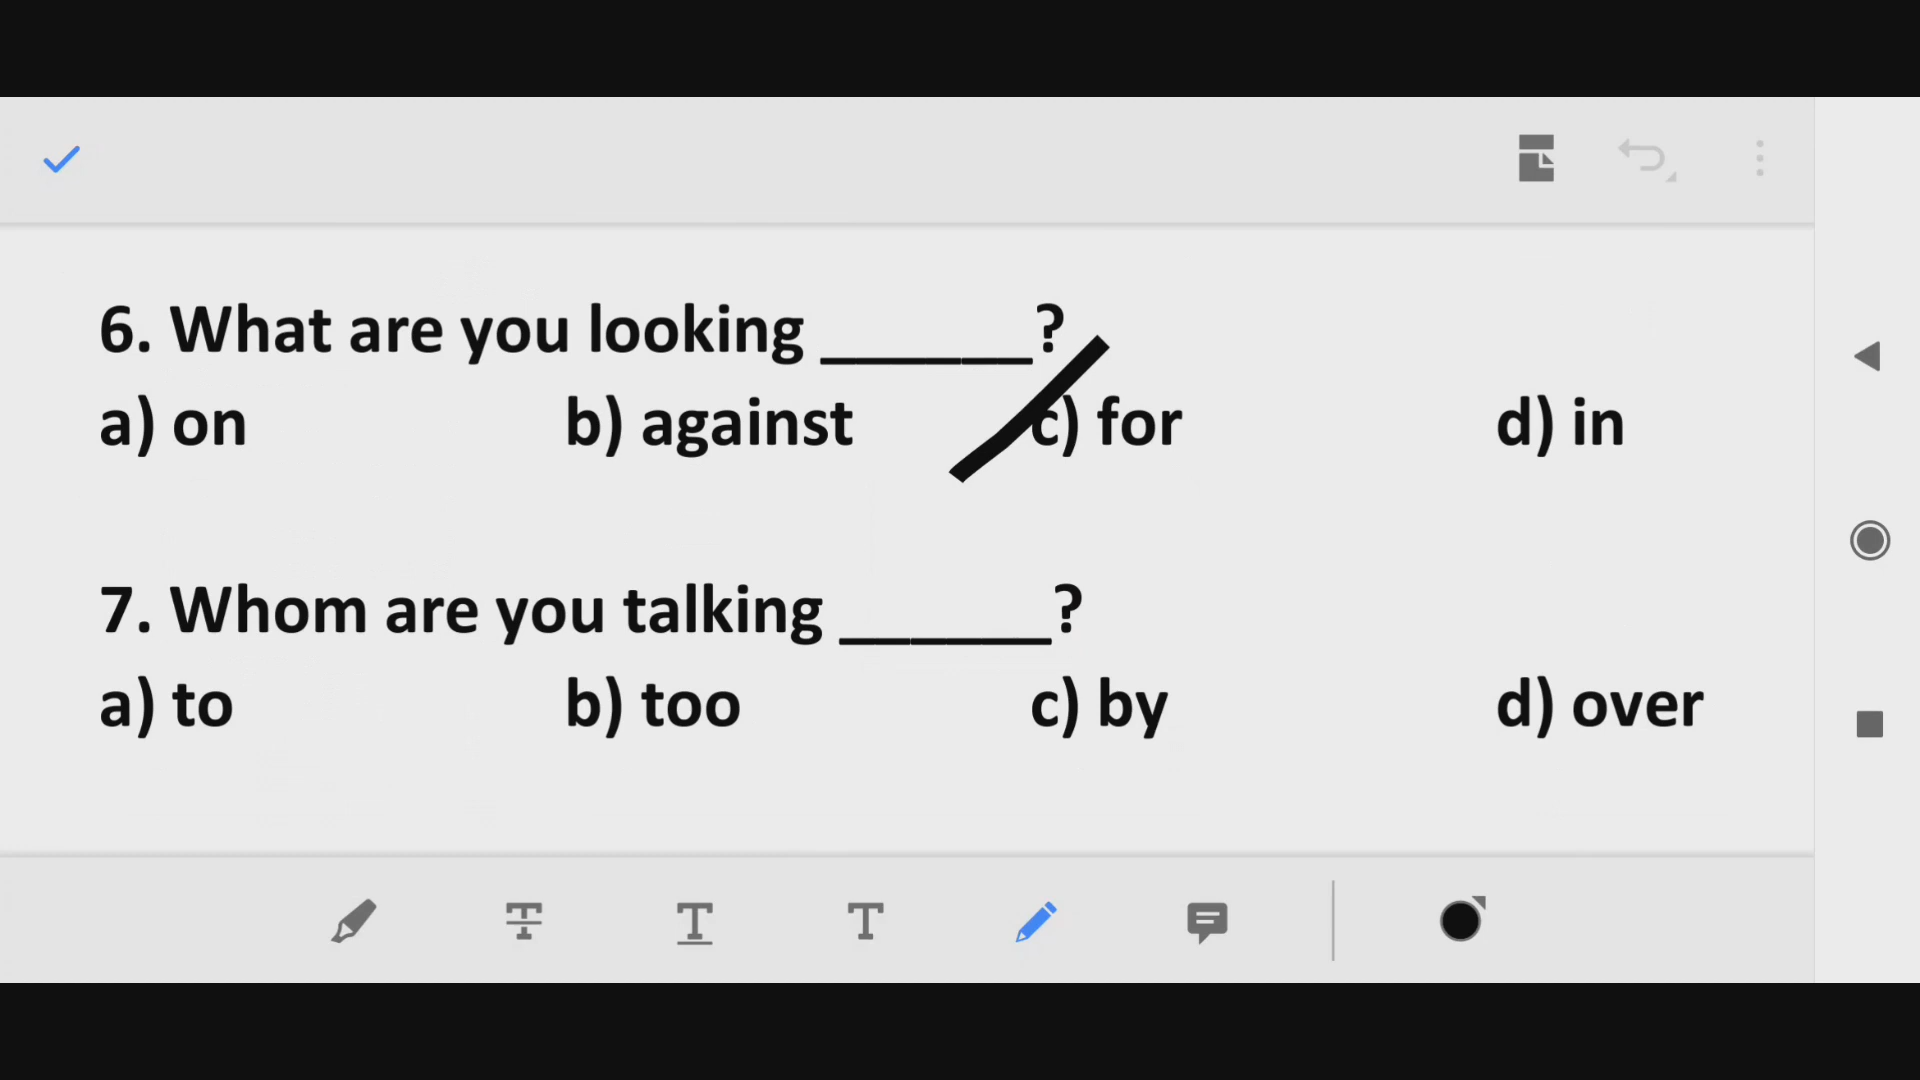 6. What are you looking ______?
a) on b) against c) for d) in
7. Whom are you talking ______?
a) to b) too c) by d) over